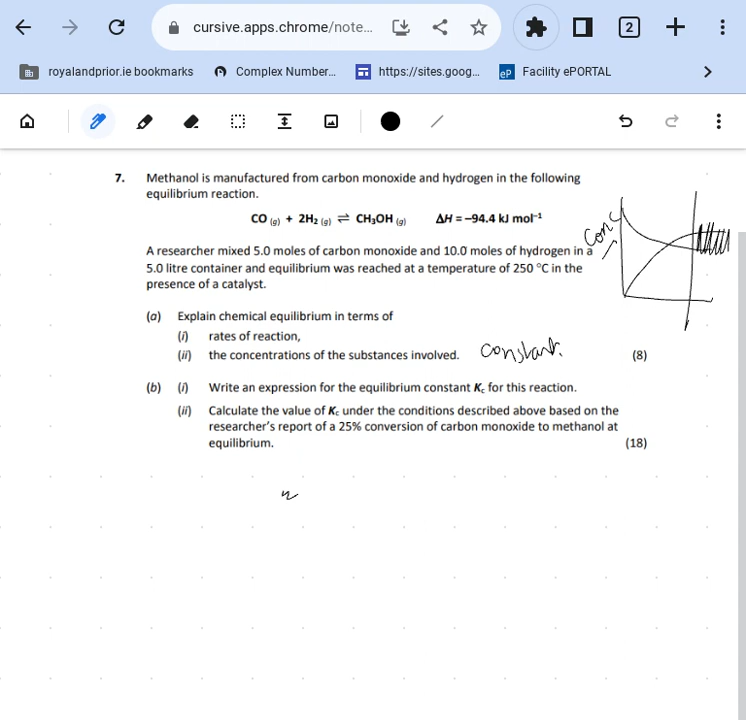 cursive.apps.chrome/note...
2
royalandprior.ie bookmarks
Complex Number...
https://sites.goog...
eP
Facility ePORTAL
7. Methanol is manufactured from carbon monoxide and hydrogen in the following
equilibrium reaction.
CO (g) + 2H₂ (g) ⇌ CH₃OH (g) ΔH = –94.4 kJ mol⁻¹
A researcher mixed 5.0 moles of carbon monoxide and 10.0 moles of hydrogen in a
5.0 litre container and equilibrium was reached at a temperature of 250 °C in the
presence of a catalyst.
Conc
(a) Explain chemical equilibrium in terms of
(i) rates of reaction,
(ii) the concentrations of the substances involved. constant. (8)
(b) (i) Write an expression for the equilibrium constant Kc for this reaction.
(ii) Calculate the value of Kc under the conditions described above based on the
researcher's report of a 25% conversion of carbon monoxide to methanol at
equilibrium. (18)